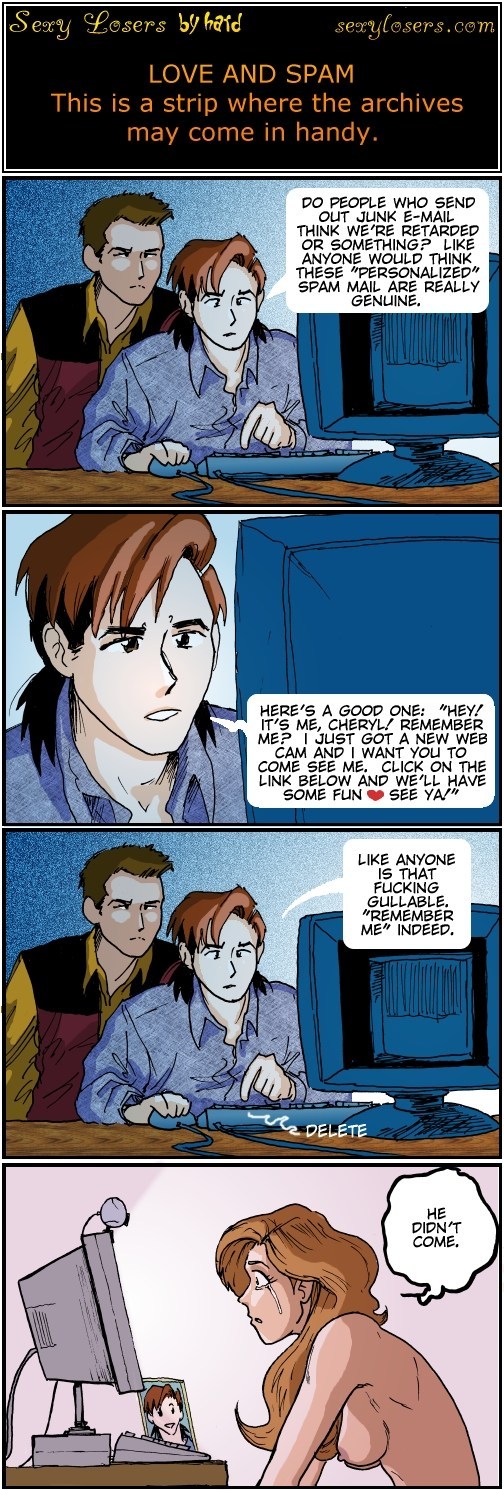 Sexy Losers by hard
sexylosers.com
LOVE AND SPAM
This is a strip where the archives
may come in handy.
DO PEOPLE WHO SEND
OUT JUNK E-MAIL
THINK WE'RE RETARDED
OR SOMETHING? LIKE
ANYONE WOULD THINK
THESE "PERSONALIZED"
SPAM MAIL ARE REALLY
GENUINE.
HERE'S A GOOD ONE: "HEY!
IT'S ME, CHERYL! REMEMBER
ME? I JUST GOT A NEW WEB
CAM AND I WANT YOU TO
COME SEE ME. CLICK ON THE
LINK BELOW AND WE'LL HAVE
SOME FUN ❤ SEE YA!"
LIKE ANYONE
IS THAT
FUCKING
GULLABLE.
"REMEMBER
ME" INDEED.
DELETE
HE
DIDN'T
COME.